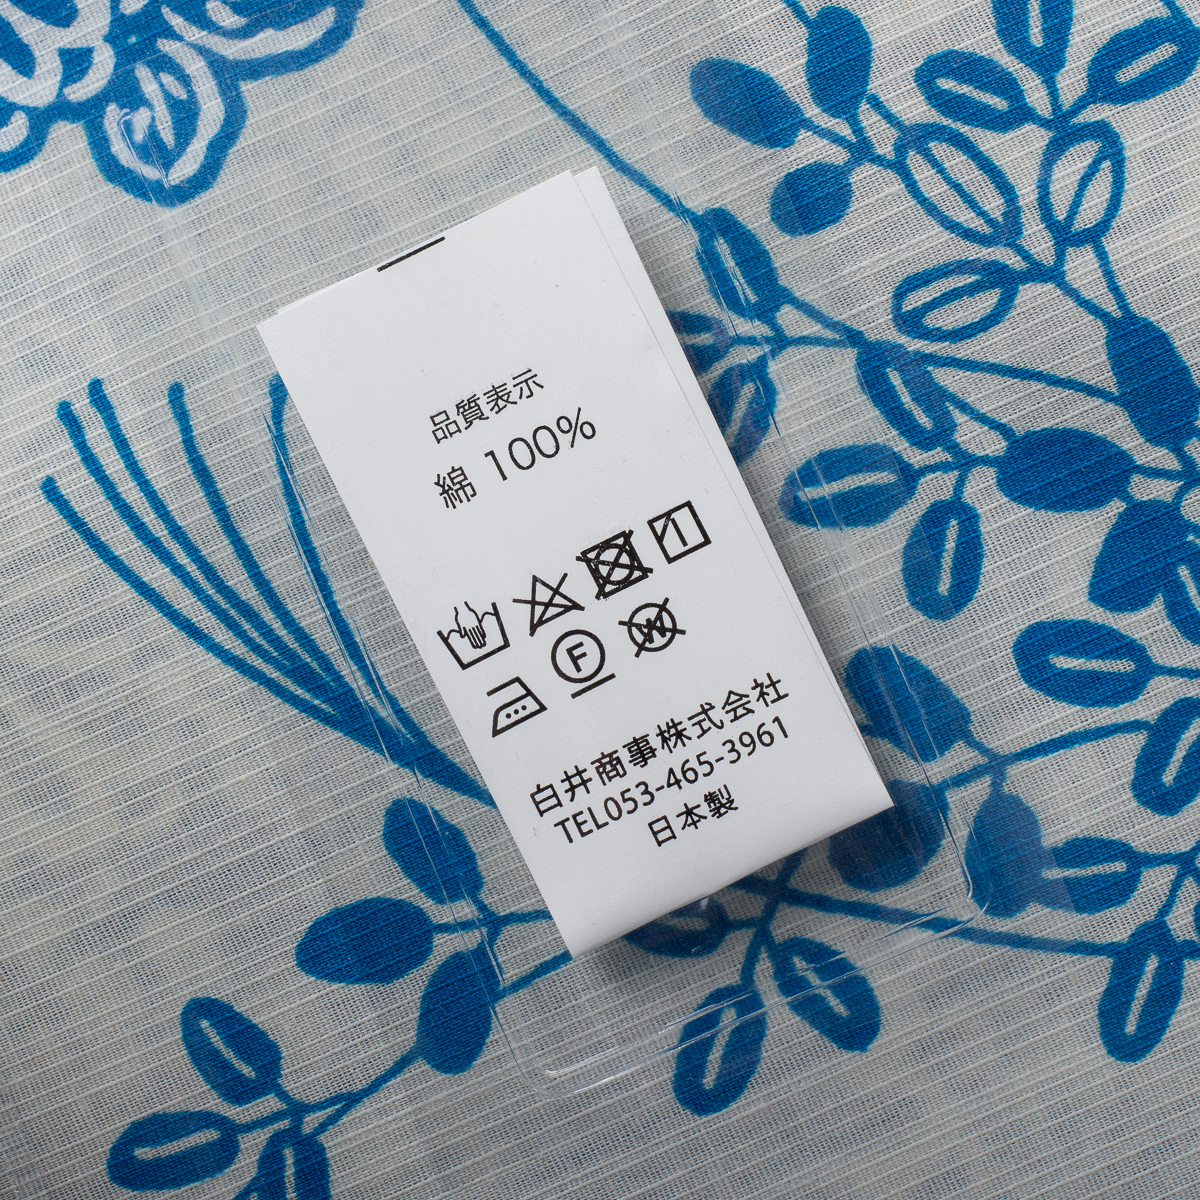 品質表示
綿 100%
F
W
白井商事株式会社
TEL053-465-3961
日本製